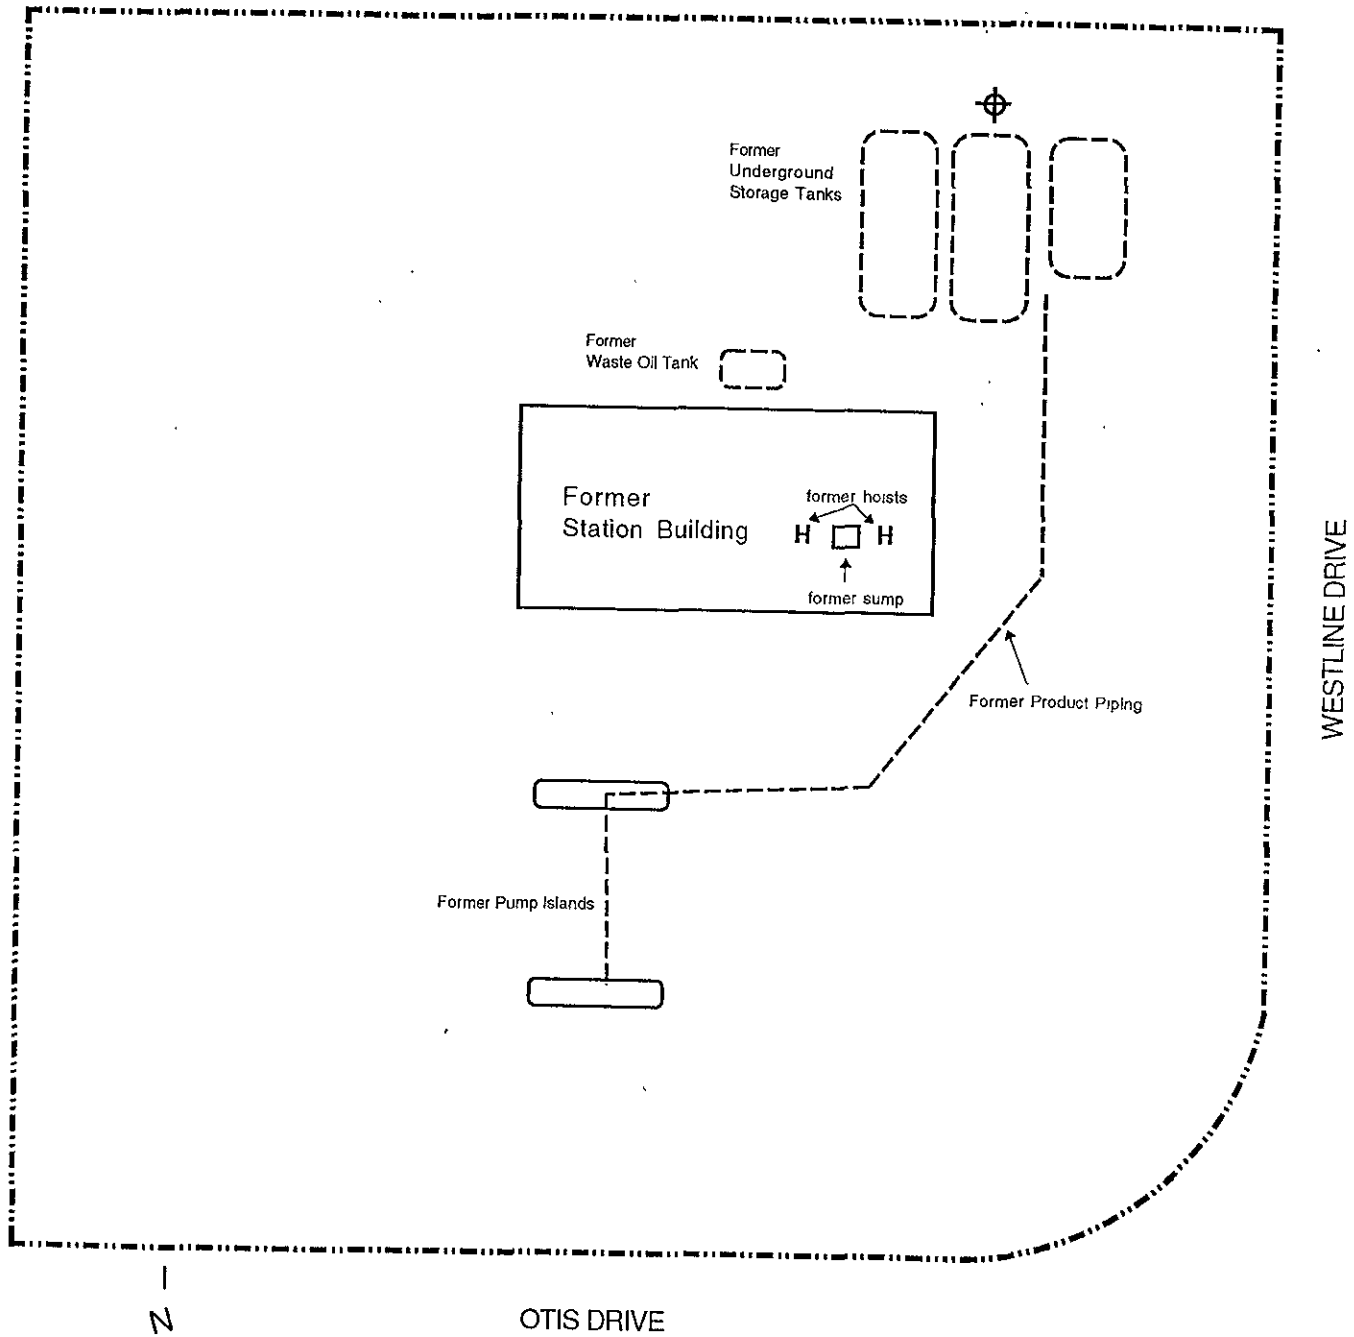 Former
Underground
Storage Tanks
Former
Waste Oil Tank
Former
Station Building
former hoists
H H
former sump
Former Product Piping
WESTLINE DRIVE
Former Pump Islands
N
OTIS DRIVE